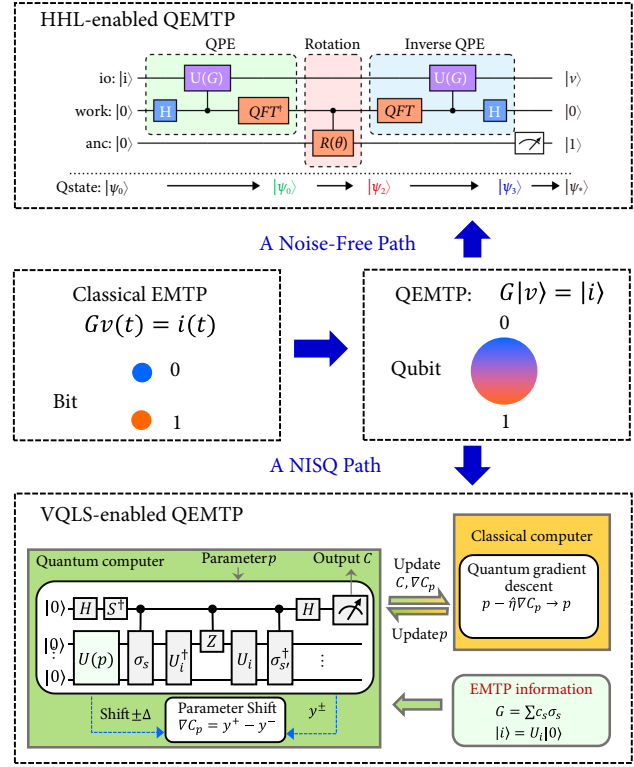 HHL-enabled QEMTP
QPE
Rotation
Inverse QPE
io: |i⟩
U(G)
U(G)
|v⟩
work: |0⟩
H
QFT†
QFT
H
|0⟩
anc: |0⟩
R(θ)
|1⟩
Qstate: |ψ₀⟩
|ψ₀⟩
|ψ₂⟩
|ψ₃⟩
|ψ*⟩
A Noise-Free Path
Classical EMTP
Gv(t) = i(t)
0
Bit
1
QEMTP: G|v⟩ = |i⟩
0
Qubit
1
A NISQ Path
VQLS-enabled QEMTP
Quantum computer
Parameter p
Output C
|0⟩
H
S†
H
|0⟩
⋮
|0⟩
U(p)
σₛ
Uᵢ†
Z
Uᵢ
σₛ′†
⋮
Shift ±Δ
Parameter Shift
∇Cₚ = y⁺ − y⁻
y±
Update
C, ∇Cₚ
Update p
Classical computer
Quantum gradient
descent
p − η̂∇Cₚ → p
EMTP information
G = ∑cₛσₛ
|i⟩ = Uᵢ|0⟩